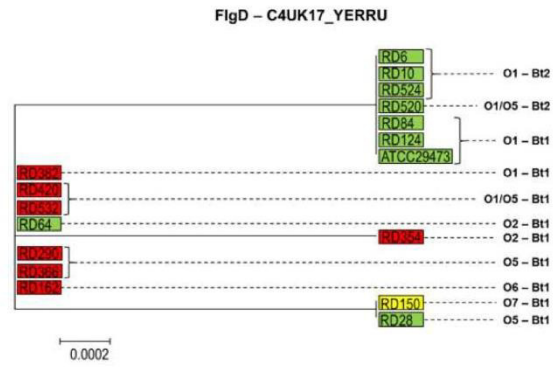 FlgD – C4UK17_YERRU
RD6
RD10
RD524
O1 – Bt2
RD520
O1/O5 – Bt2
RD84
RD124
ATCC29473
O1 – Bt1
RD382
O1 – Bt1
RD420
RD532
O1/O5 – Bt1
RD64
O2 – Bt1
RD354
O2 – Bt1
RD290
RD366
O5 – Bt1
RD162
O6 – Bt1
RD150
O7 – Bt1
RD28
O5 – Bt1
0.0002